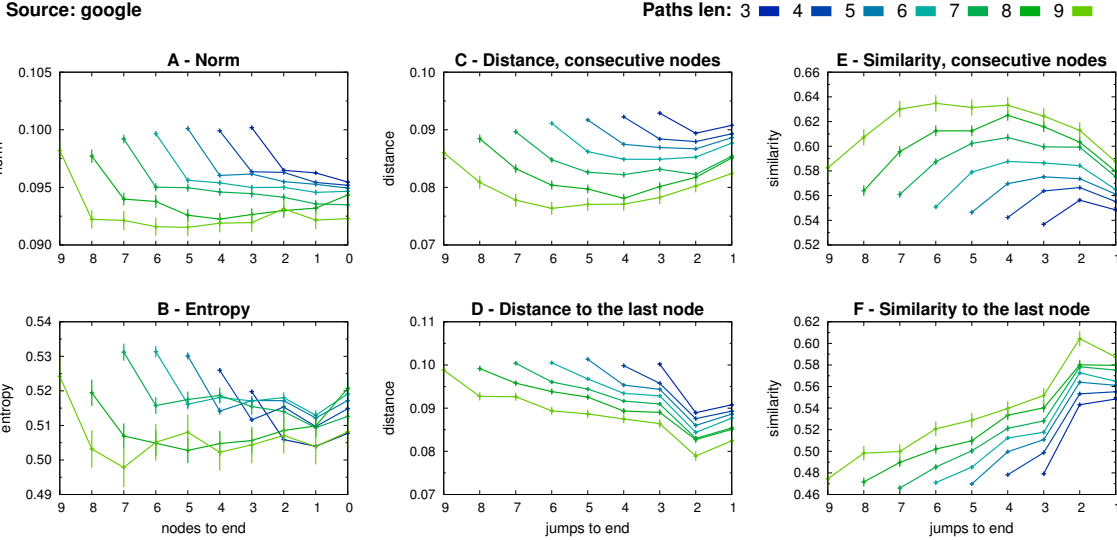 Source: google
Paths len: 3 4 5 6 7 8 9
A - Norm
0.105
0.100
0.095
0.090
norm
9 8 7 6 5 4 3 2 1 0
C - Distance, consecutive nodes
0.10
0.09
0.08
0.07
distance
9 8 7 6 5 4 3 2 1
E - Similarity, consecutive nodes
0.66
0.64
0.62
0.60
0.58
0.56
0.54
0.52
similarity
9 8 7 6 5 4 3 2 1
B - Entropy
0.54
0.53
0.52
0.51
0.50
0.49
entropy
9 8 7 6 5 4 3 2 1 0
nodes to end
D - Distance to the last node
0.11
0.10
0.09
0.08
0.07
distance
9 8 7 6 5 4 3 2 1
jumps to end
F - Similarity to the last node
0.62
0.60
0.58
0.56
0.54
0.52
0.50
0.48
0.46
similarity
9 8 7 6 5 4 3 2 1
jumps to end